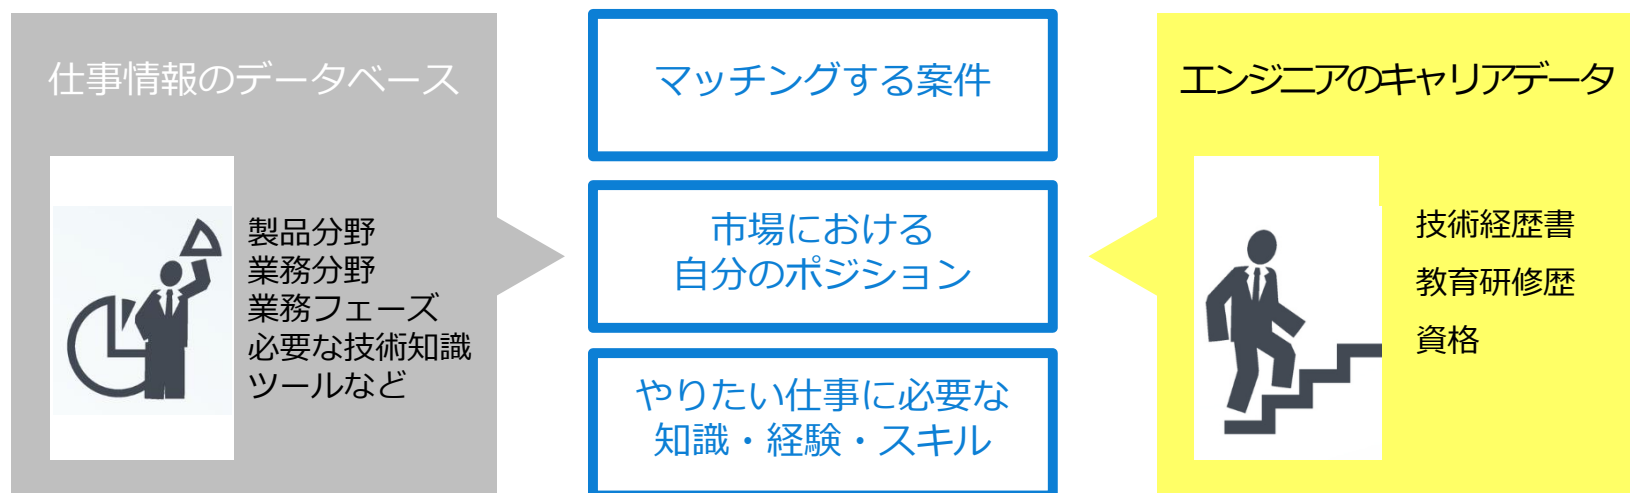 仕事情報のデータベース
製品分野
業務分野
業務フェーズ
必要な技術知識
ツールなど
マッチングする案件
市場における
自分のポジション
やりたい仕事に必要な
知識・経験・スキル
エンジニアのキャリアデータ
技術経歴書
教育研修歴
資格